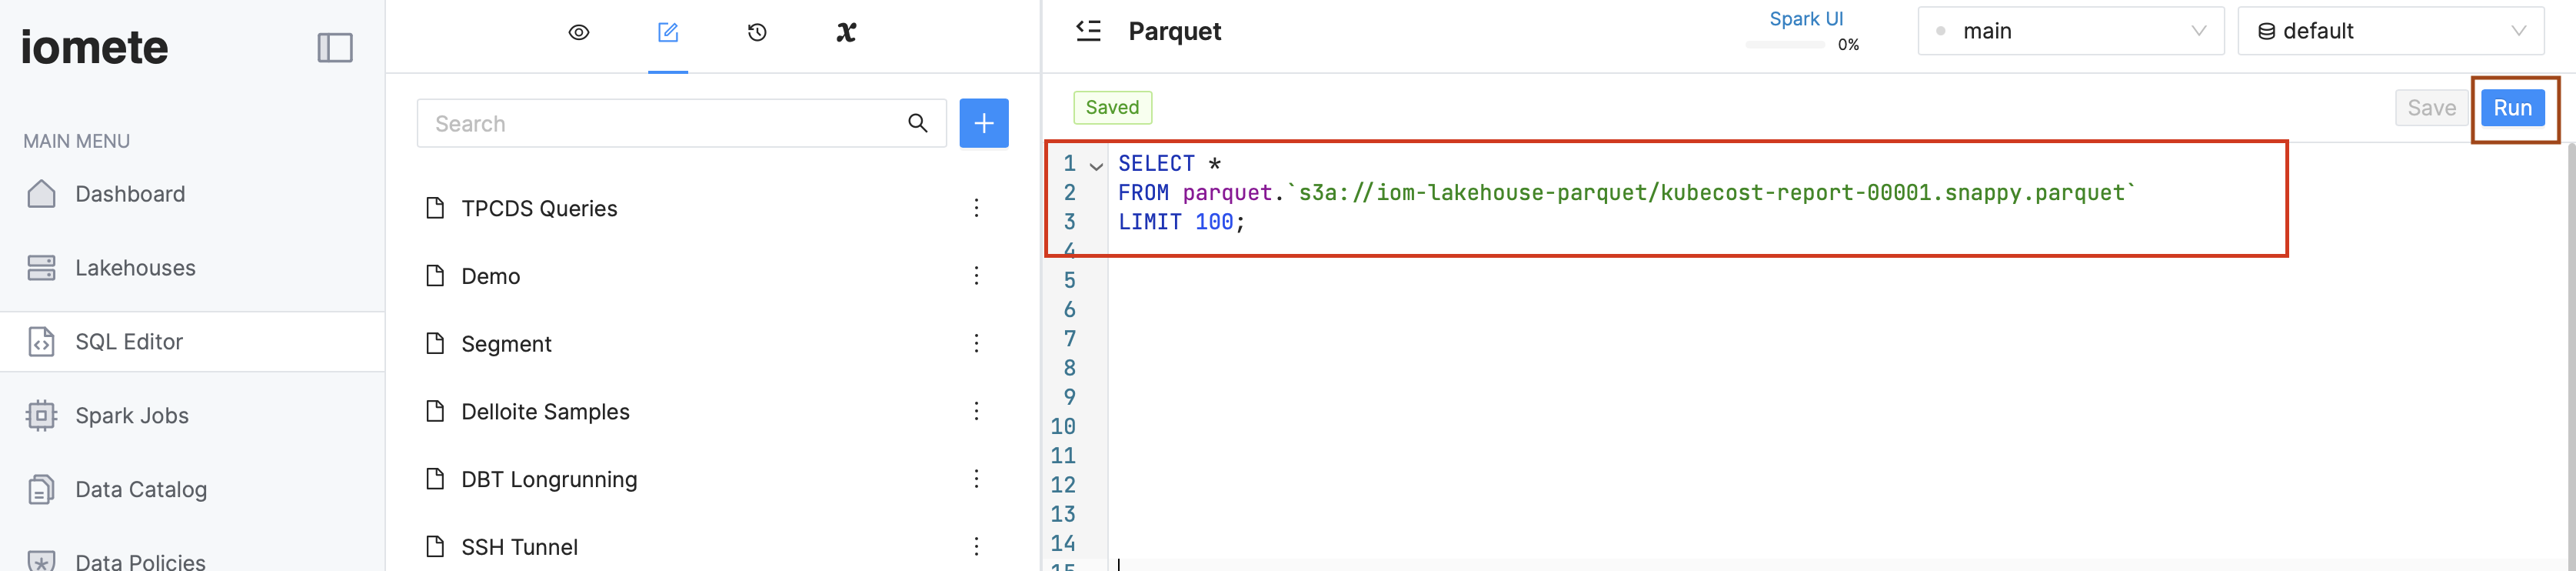 iomete
MAIN MENU
Dashboard
Lakehouses
SQL Editor
Spark Jobs
Data Catalog
Data Policies
x
Search
TPCDS Queries
Demo
Segment
Delloite Samples
DBT Longrunning
SSH Tunnel
Parquet
Spark UI
0%
main
default
Saved
Save
Run
1 SELECT *
2 FROM parquet.`s3a://iom-lakehouse-parquet/kubecost-report-00001.snappy.parquet`
3 LIMIT 100;
4
5
6
7
8
9
10
11
12
13
14
15